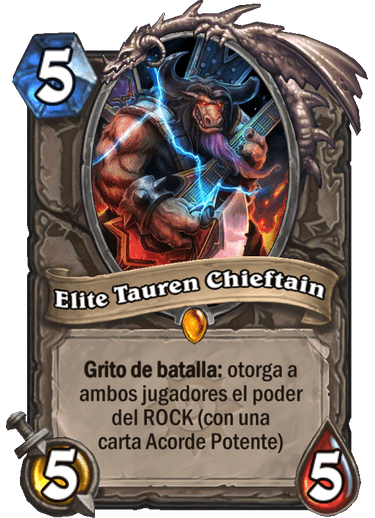 5
Elite Tauren Chieftain
Grito de batalla: otorga a
ambos jugadores el poder
del ROCK (con una
carta Acorde Potente)
5
5